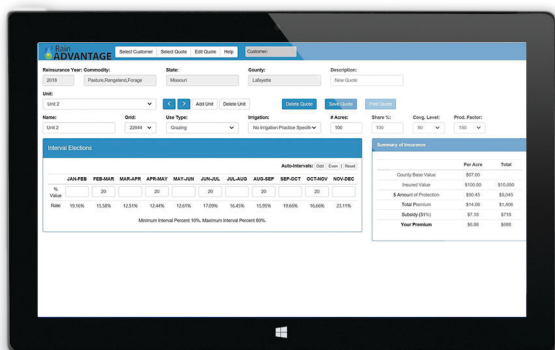 Rain
ADVANTAGE
Select Customer Select Quote Edit Quote Help Customer:
Reinsurance Year: Commodity: State: County: Description:
2018 Pasture,Rangeland,Forage Missouri Lafayette New Quote
Unit:
Unit 2 < > Add Unit Delete Unit Delete Quote Save Quote Print Quote
Name: Grid: Use Type: Irrigation: # Acres: Share %: Covg. Level: Prod. Factor:
Unit 2 Grazing No Irrigation Practice Specifi 100 100 90 150
Interval Elections
Summary of Insurance
Auto-Intervals: Odd Even | Reset
JAN-FEB FEB-MAR MAR-APR APR-MAY MAY-JUN JUN-JUL JUL-AUG AUG-SEP SEP-OCT OCT-NOV NOV-DEC
% Value 20 20 20 20 20
Rate 19.16% 15.58% 12.51% 12.44% 12.61% 17.09% 16.45% 15.95% 19.66% 16.66% 23.11%
Minimum Interval Percent 10%. Maximum Interval Percent 60%.
Per Acre Total
County Base Value $67.00
Insured Value $100.00 $10,050
$ Amount of Protection $90.45 $9,045
Total Premium $14.06 $1,406
Subsidy (51%) $7.18 $718
Your Premium